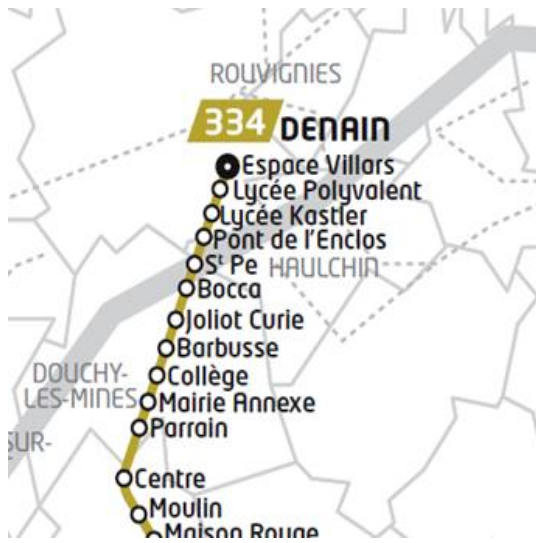 ROUVIGNIES
334 DENAIN
Espace Villars
Lycée Polyvalent
Lycée Kastler
Pont de l'Enclos
Sᵗ Pe HAULCHIN
Bocca
Joliot Curie
Barbusse
DOUCHY-
LES-MINES
Collège
Mairie Annexe
Parrain
SUR-
Centre
Moulin
Maison Rouge